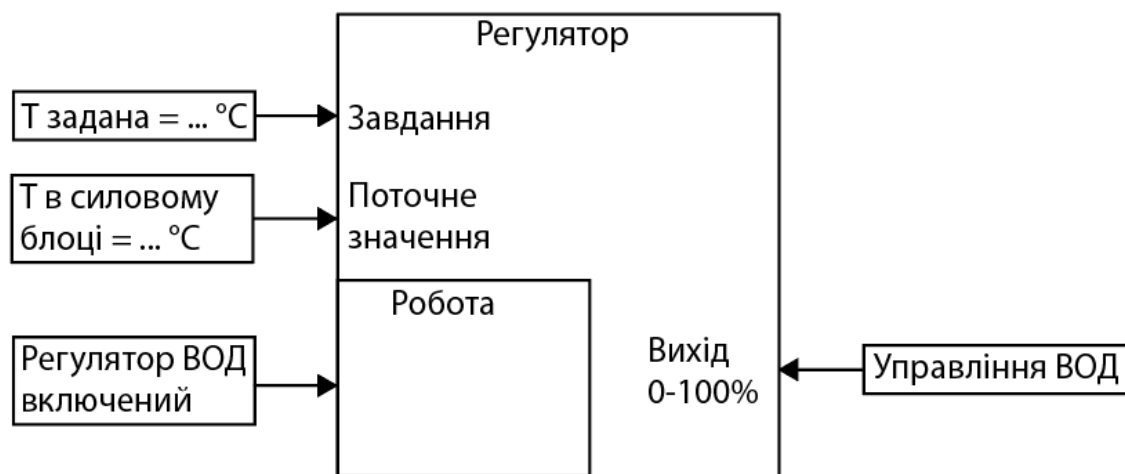 Регулятор
Т задана = ... °C
Завдання
Т в силовому
блоці = ... °C
Поточне
значення
Робота
Регулятор ВОД
включений
Вихід
0-100%
Управління ВОД